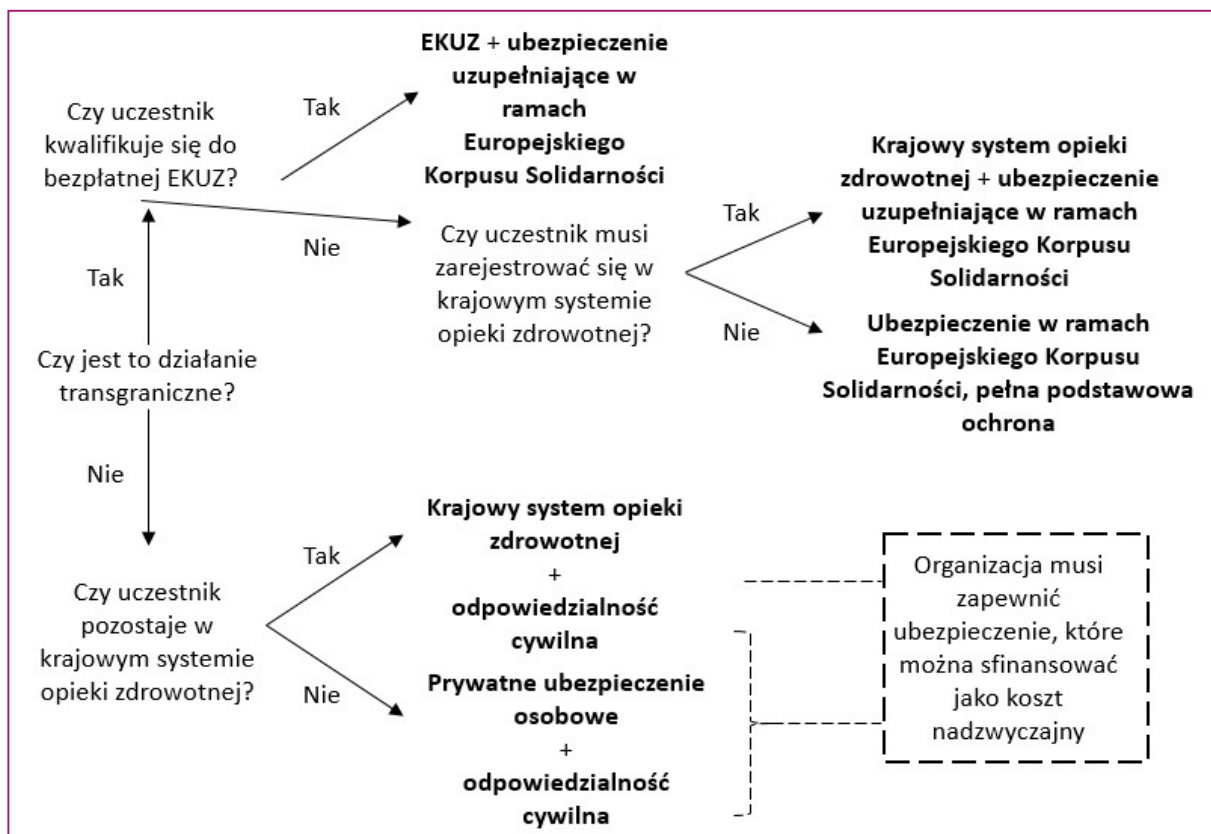 EKUZ + ubezpieczenie
uzupełniające w
ramach
Europejskiego
Korpusu Solidarności
Tak
Czy uczestnik
kwalifikuje się do
bezpłatnej EKUZ?
Nie
Czy uczestnik musi
zarejestrować się w
krajowym systemie
opieki zdrowotnej?
Tak
Krajowy system opieki
zdrowotnej + ubezpieczenie
uzupełniające w ramach
Europejskiego Korpusu
Solidarności
Nie
Ubezpieczenie w ramach
Europejskiego Korpusu
Solidarności, pełna podstawowa
ochrona
Tak
Czy jest to działanie
transgraniczne?
Nie
Czy uczestnik
pozostaje w
krajowym systemie
opieki zdrowotnej?
Tak
Krajowy system opieki
zdrowotnej
+
odpowiedzialność
cywilna
Nie
Prywatne ubezpieczenie
osobowe
+
odpowiedzialność
cywilna
Organizacja musi
zapewnić
ubezpieczenie, które
można sfinansować
jako koszt
nadzwyczajny